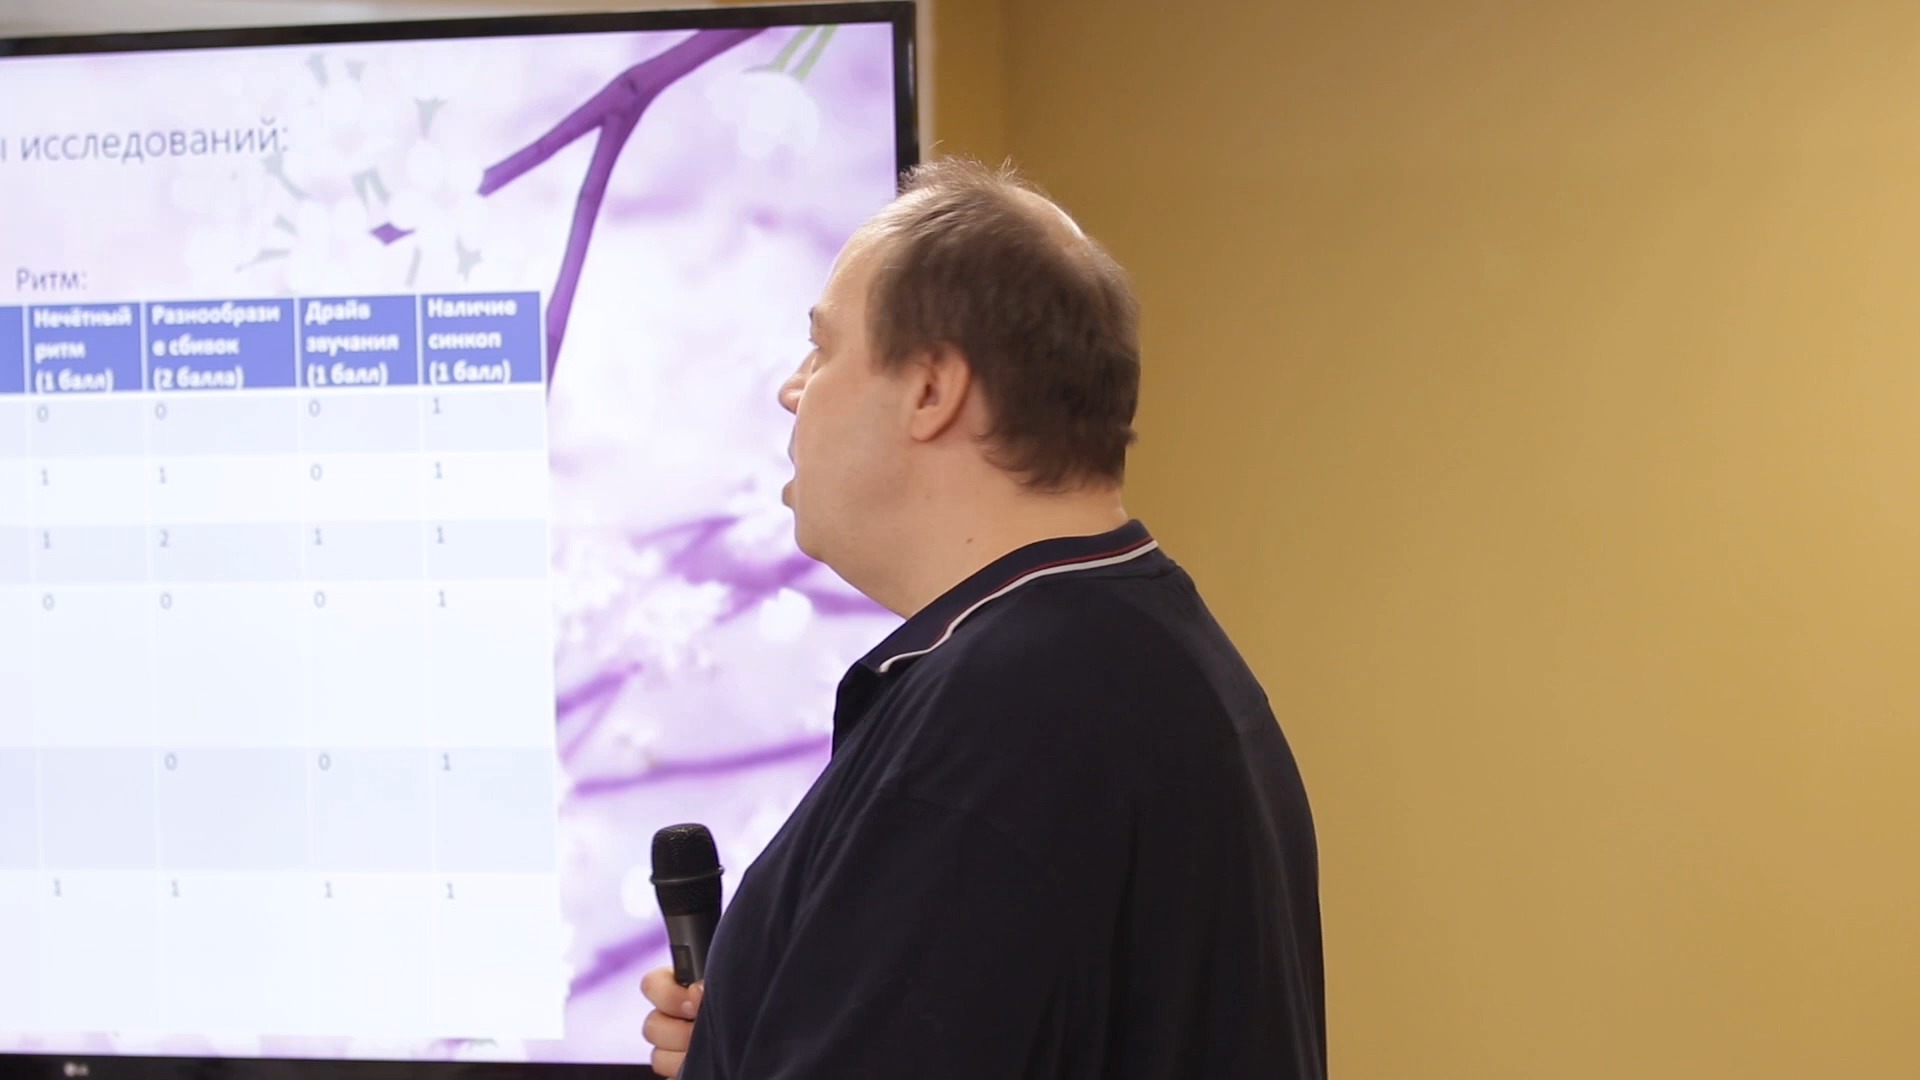 исследований:
Ритм:
Нечётный ритм (1 балл) Разнообрази е сбивок (2 балла) Драйв звучания (1 балл) Наличие синкоп (1 балл)
0 0 0 1
1 1 0 1
1 2 1 1
0 0 0 1
0 0 1
1 1 1 1
LG